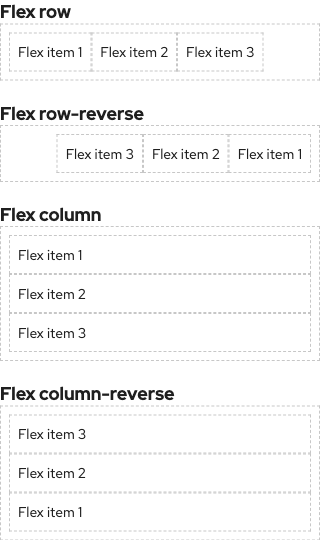 Flex row
Flex item 1 Flex item 2 Flex item 3
Flex row-reverse
Flex item 3 Flex item 2 Flex item 1
Flex column
Flex item 1
Flex item 2
Flex item 3
Flex column-reverse
Flex item 3
Flex item 2
Flex item 1